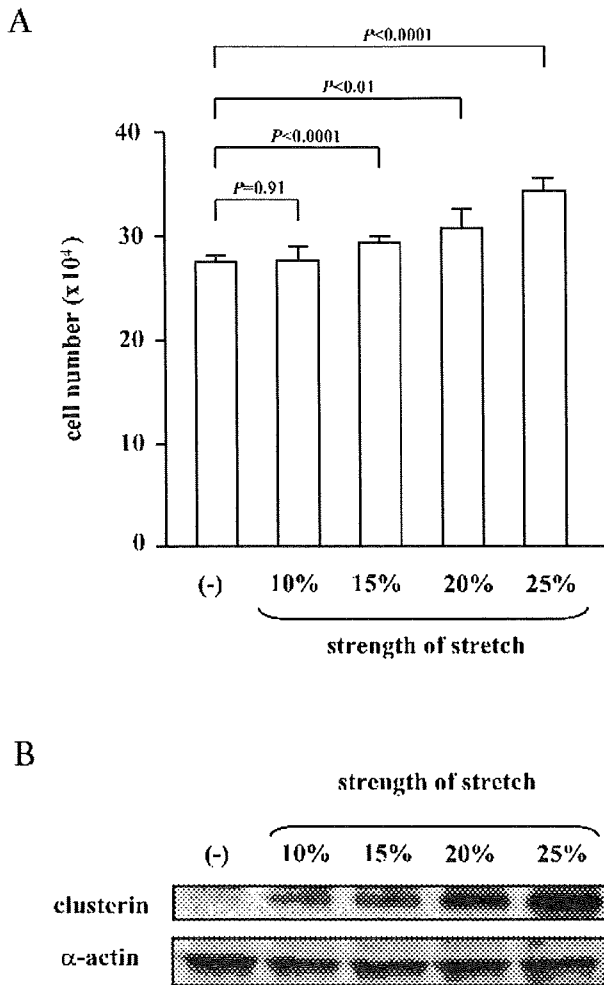 A
P<0.0001
P<0.01
P<0.0001
P=0.91
40
30
20
10
0
cell number (x10⁴)
(-) 10% 15% 20% 25%
strength of stretch
B
strength of stretch
(-) 10% 15% 20% 25%
clusterin
α-actin